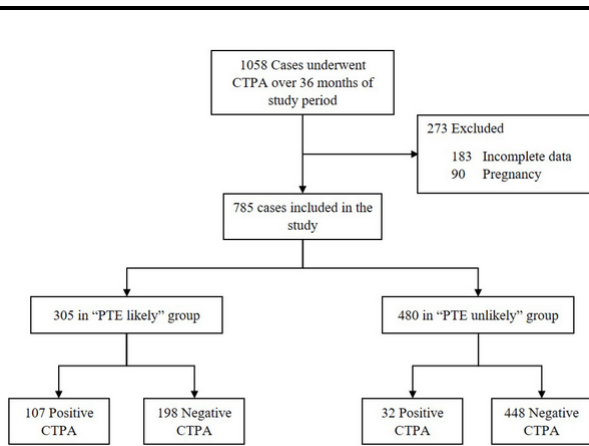 1058 Cases underwent
CTPA over 36 months of
study period
273 Excluded
183 Incomplete data
90 Pregnancy
785 cases included in the
study
305 in “PTE likely” group
480 in “PTE unlikely” group
107 Positive
CTPA
198 Negative
CTPA
32 Positive
CTPA
448 Negative
CTPA